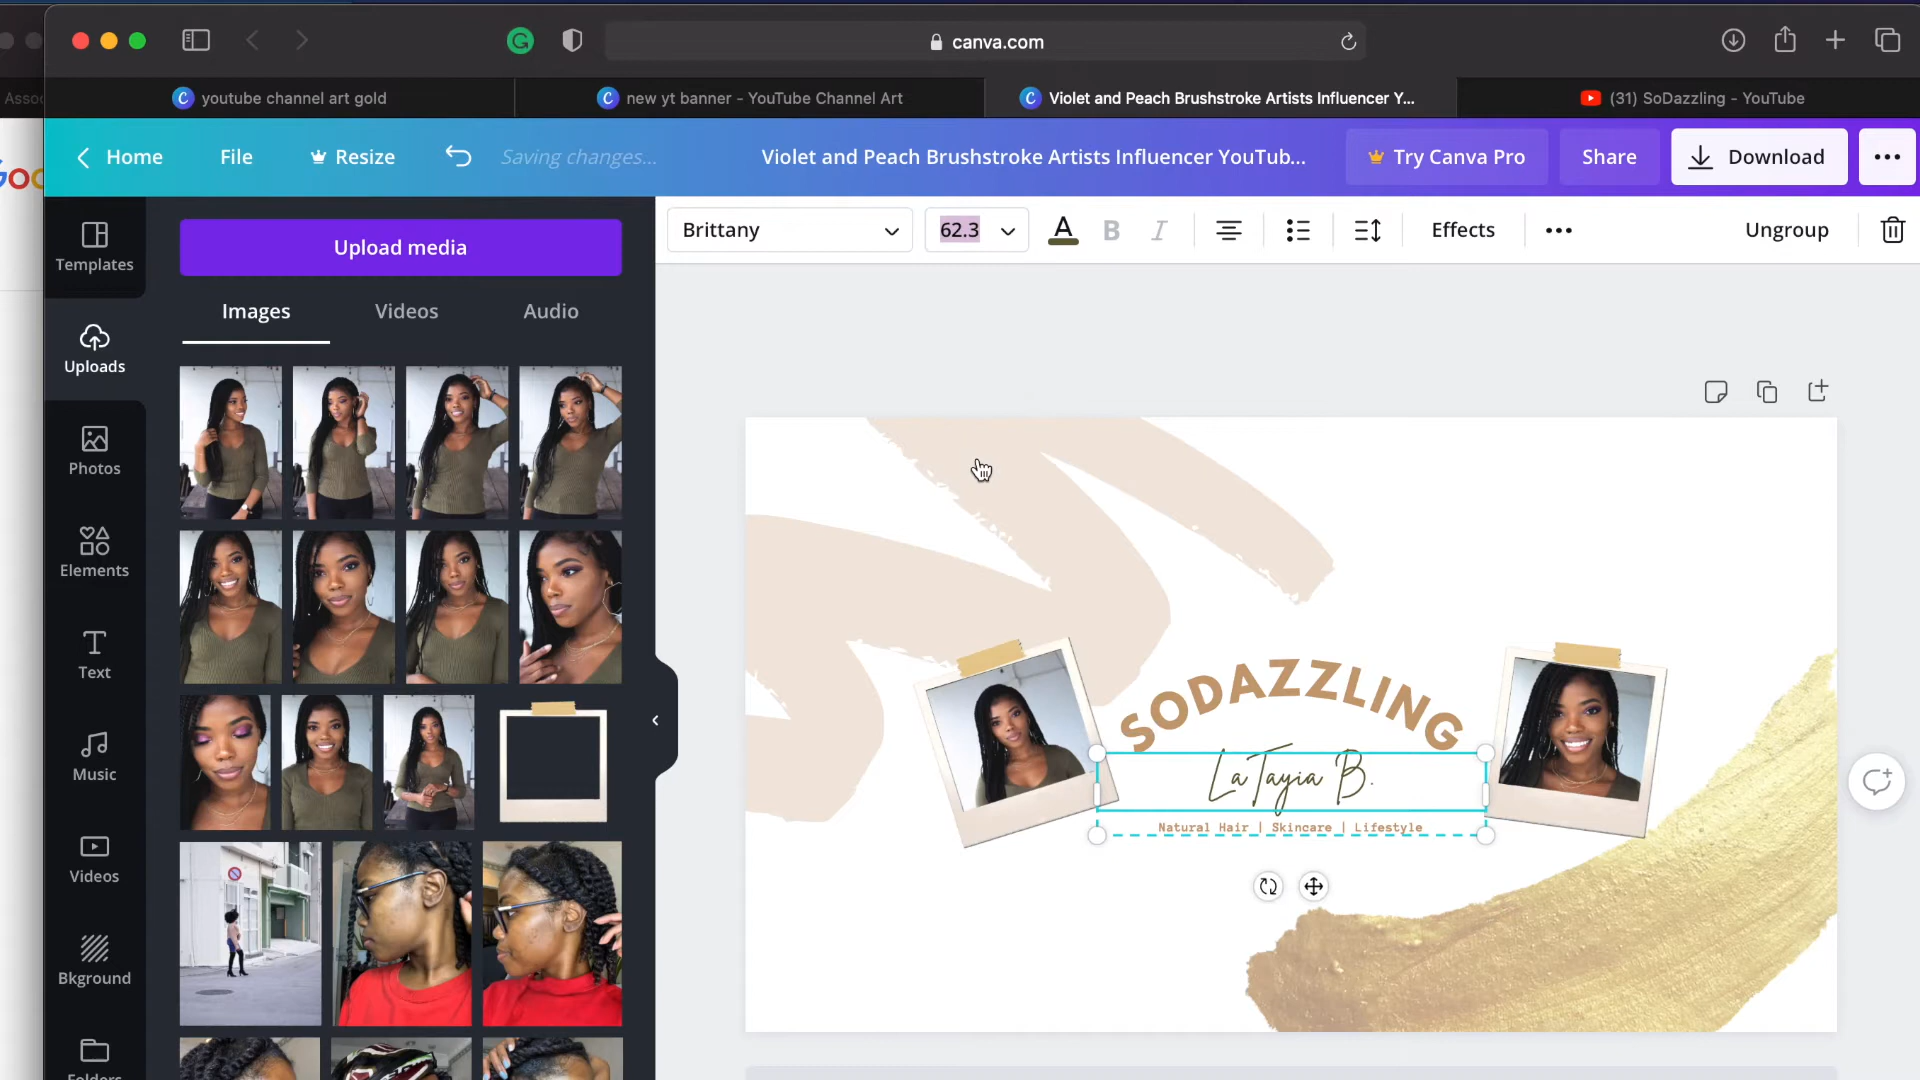 canva.com
Assoc
youtube channel art gold
new yt banner - YouTube Channel Art
Violet and Peach Brushstroke Artists Influencer Y...
(31) SoDazzling - YouTube
Home
File
Resize
Saving changes...
Violet and Peach Brushstroke Artists Influencer YouTub...
Try Canva Pro
Share
Download
Templates
Upload media
Brittany
62.3
A
B
I
Effects
Ungroup
Images
Videos
Audio
Uploads
Photos
Elements
Text
Music
Videos
Bkground
Folders
SODAZZLING
LaTayia B.
Natural Hair | Skincare | Lifestyle